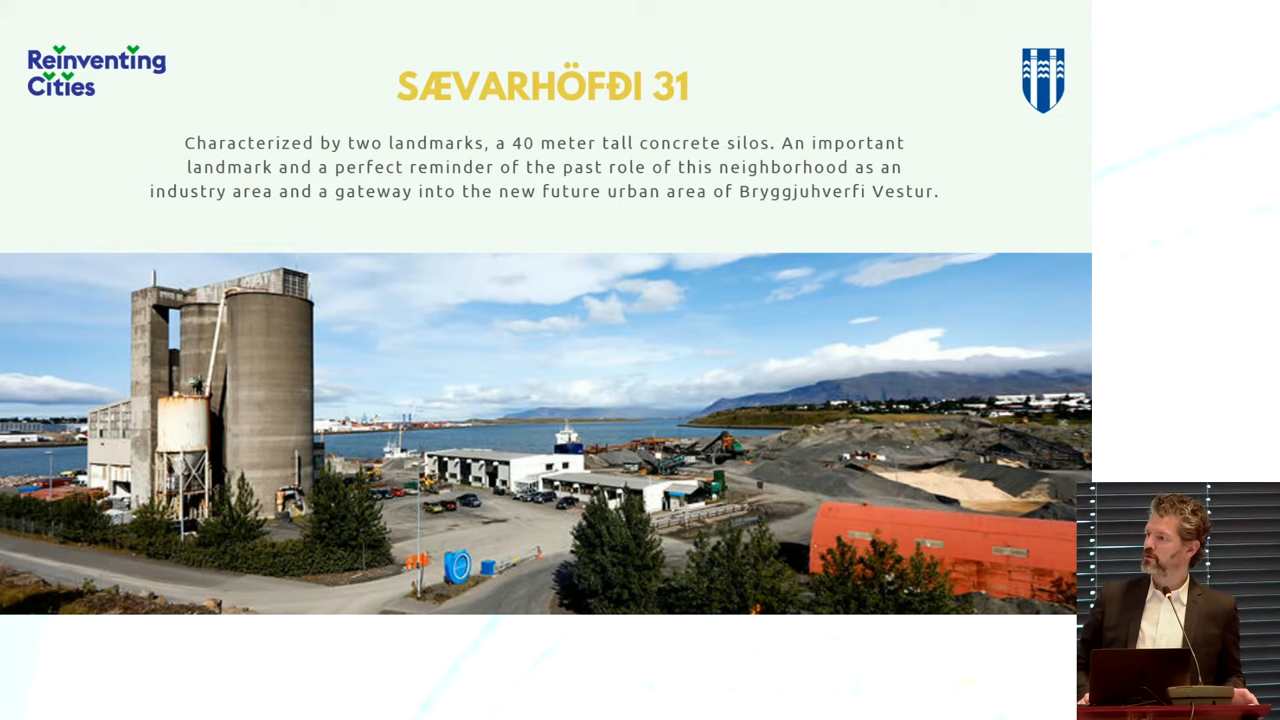 Reinventing
Cities
SÆVARHÖFÐI 31
Characterized by two landmarks, a 40 meter tall concrete silos. An important
landmark and a perfect reminder of the past role of this neighborhood as an
industry area and a gateway into the new future urban area of Bryggjuhverfi Vestur.